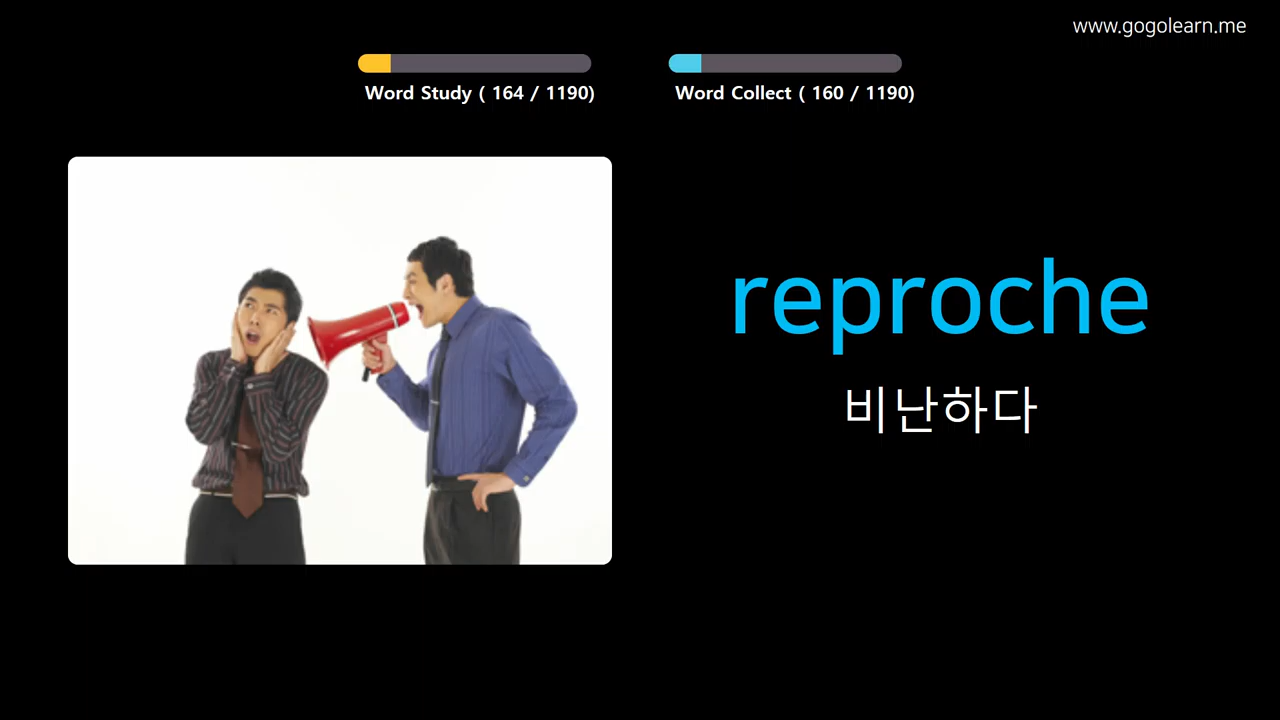 www.gogolearn.me
Word Study ( 164 / 1190)
Word Collect ( 160 / 1190)
reproche
비난하다